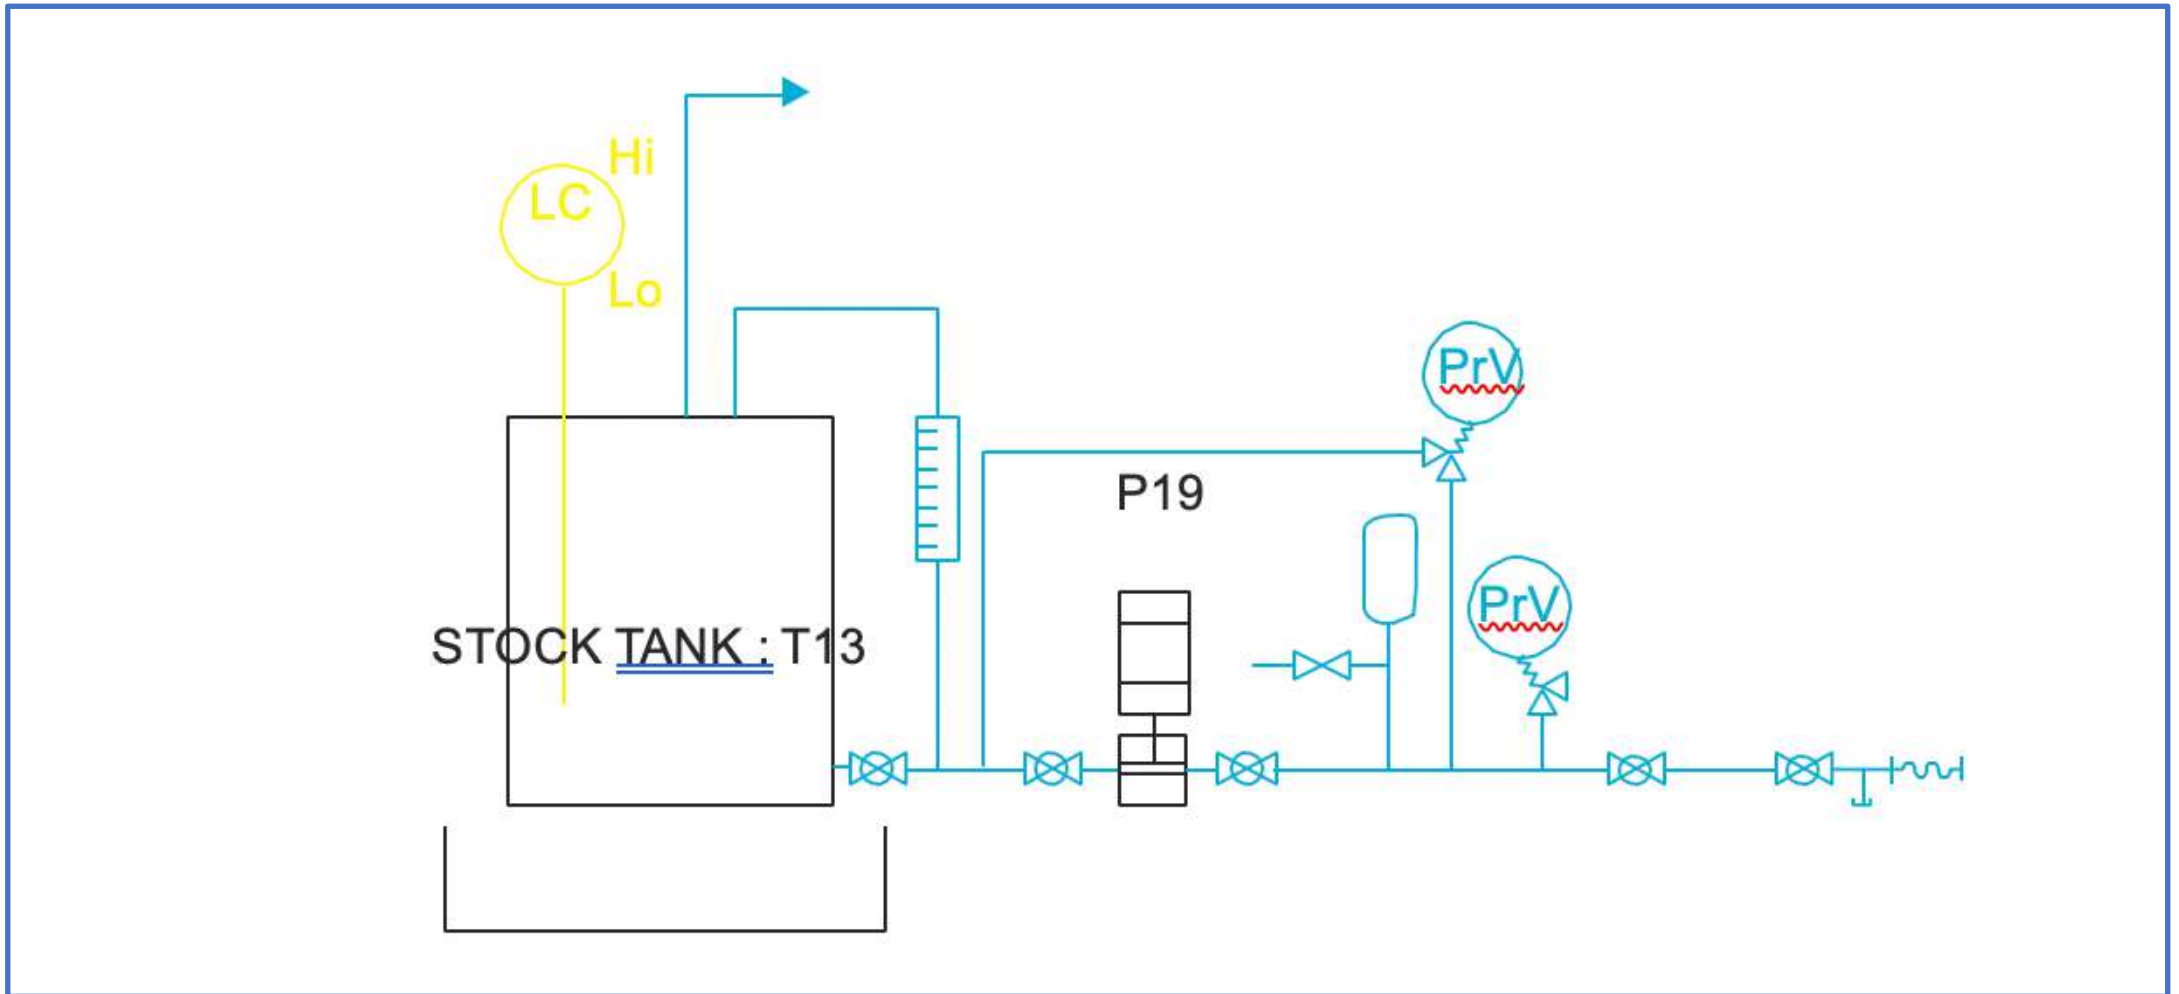 Hi
LC
Lo
PrV
P19
PrV
STOCK TANK : T13